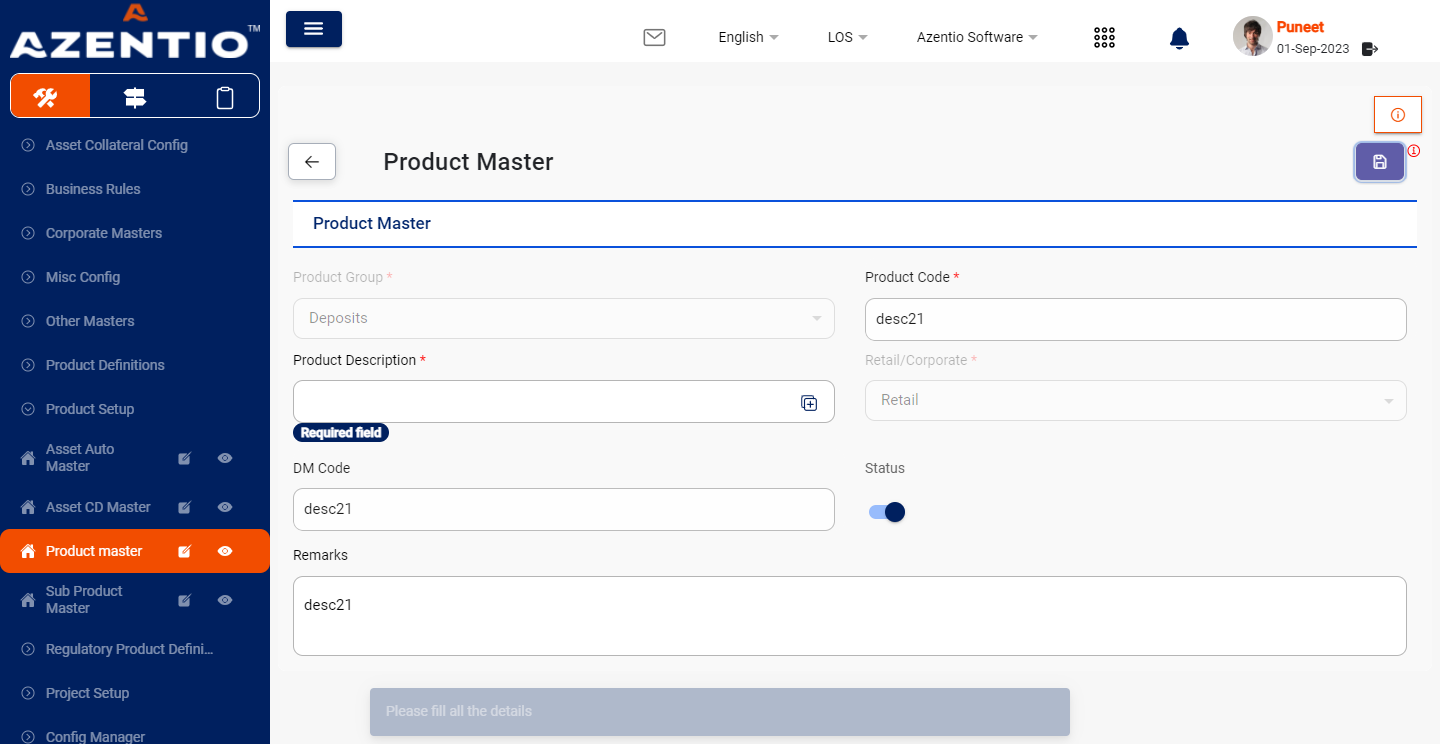 AZENTIO™
English
LOS
Azentio Software
Puneet
01-Sep-2023
Asset Collateral Config
Business Rules
Corporate Masters
Misc Config
Other Masters
Product Definitions
Product Setup
Asset Auto
Master
Asset CD Master
Product master
Sub Product
Master
Regulatory Product Defini...
Project Setup
Config Manager
Product Master
Product Master
Product Group *
Deposits
Product Code *
desc21
Product Description *
Required field
Retail/Corporate *
Retail
DM Code
desc21
Status
Remarks
desc21
Please fill all the details